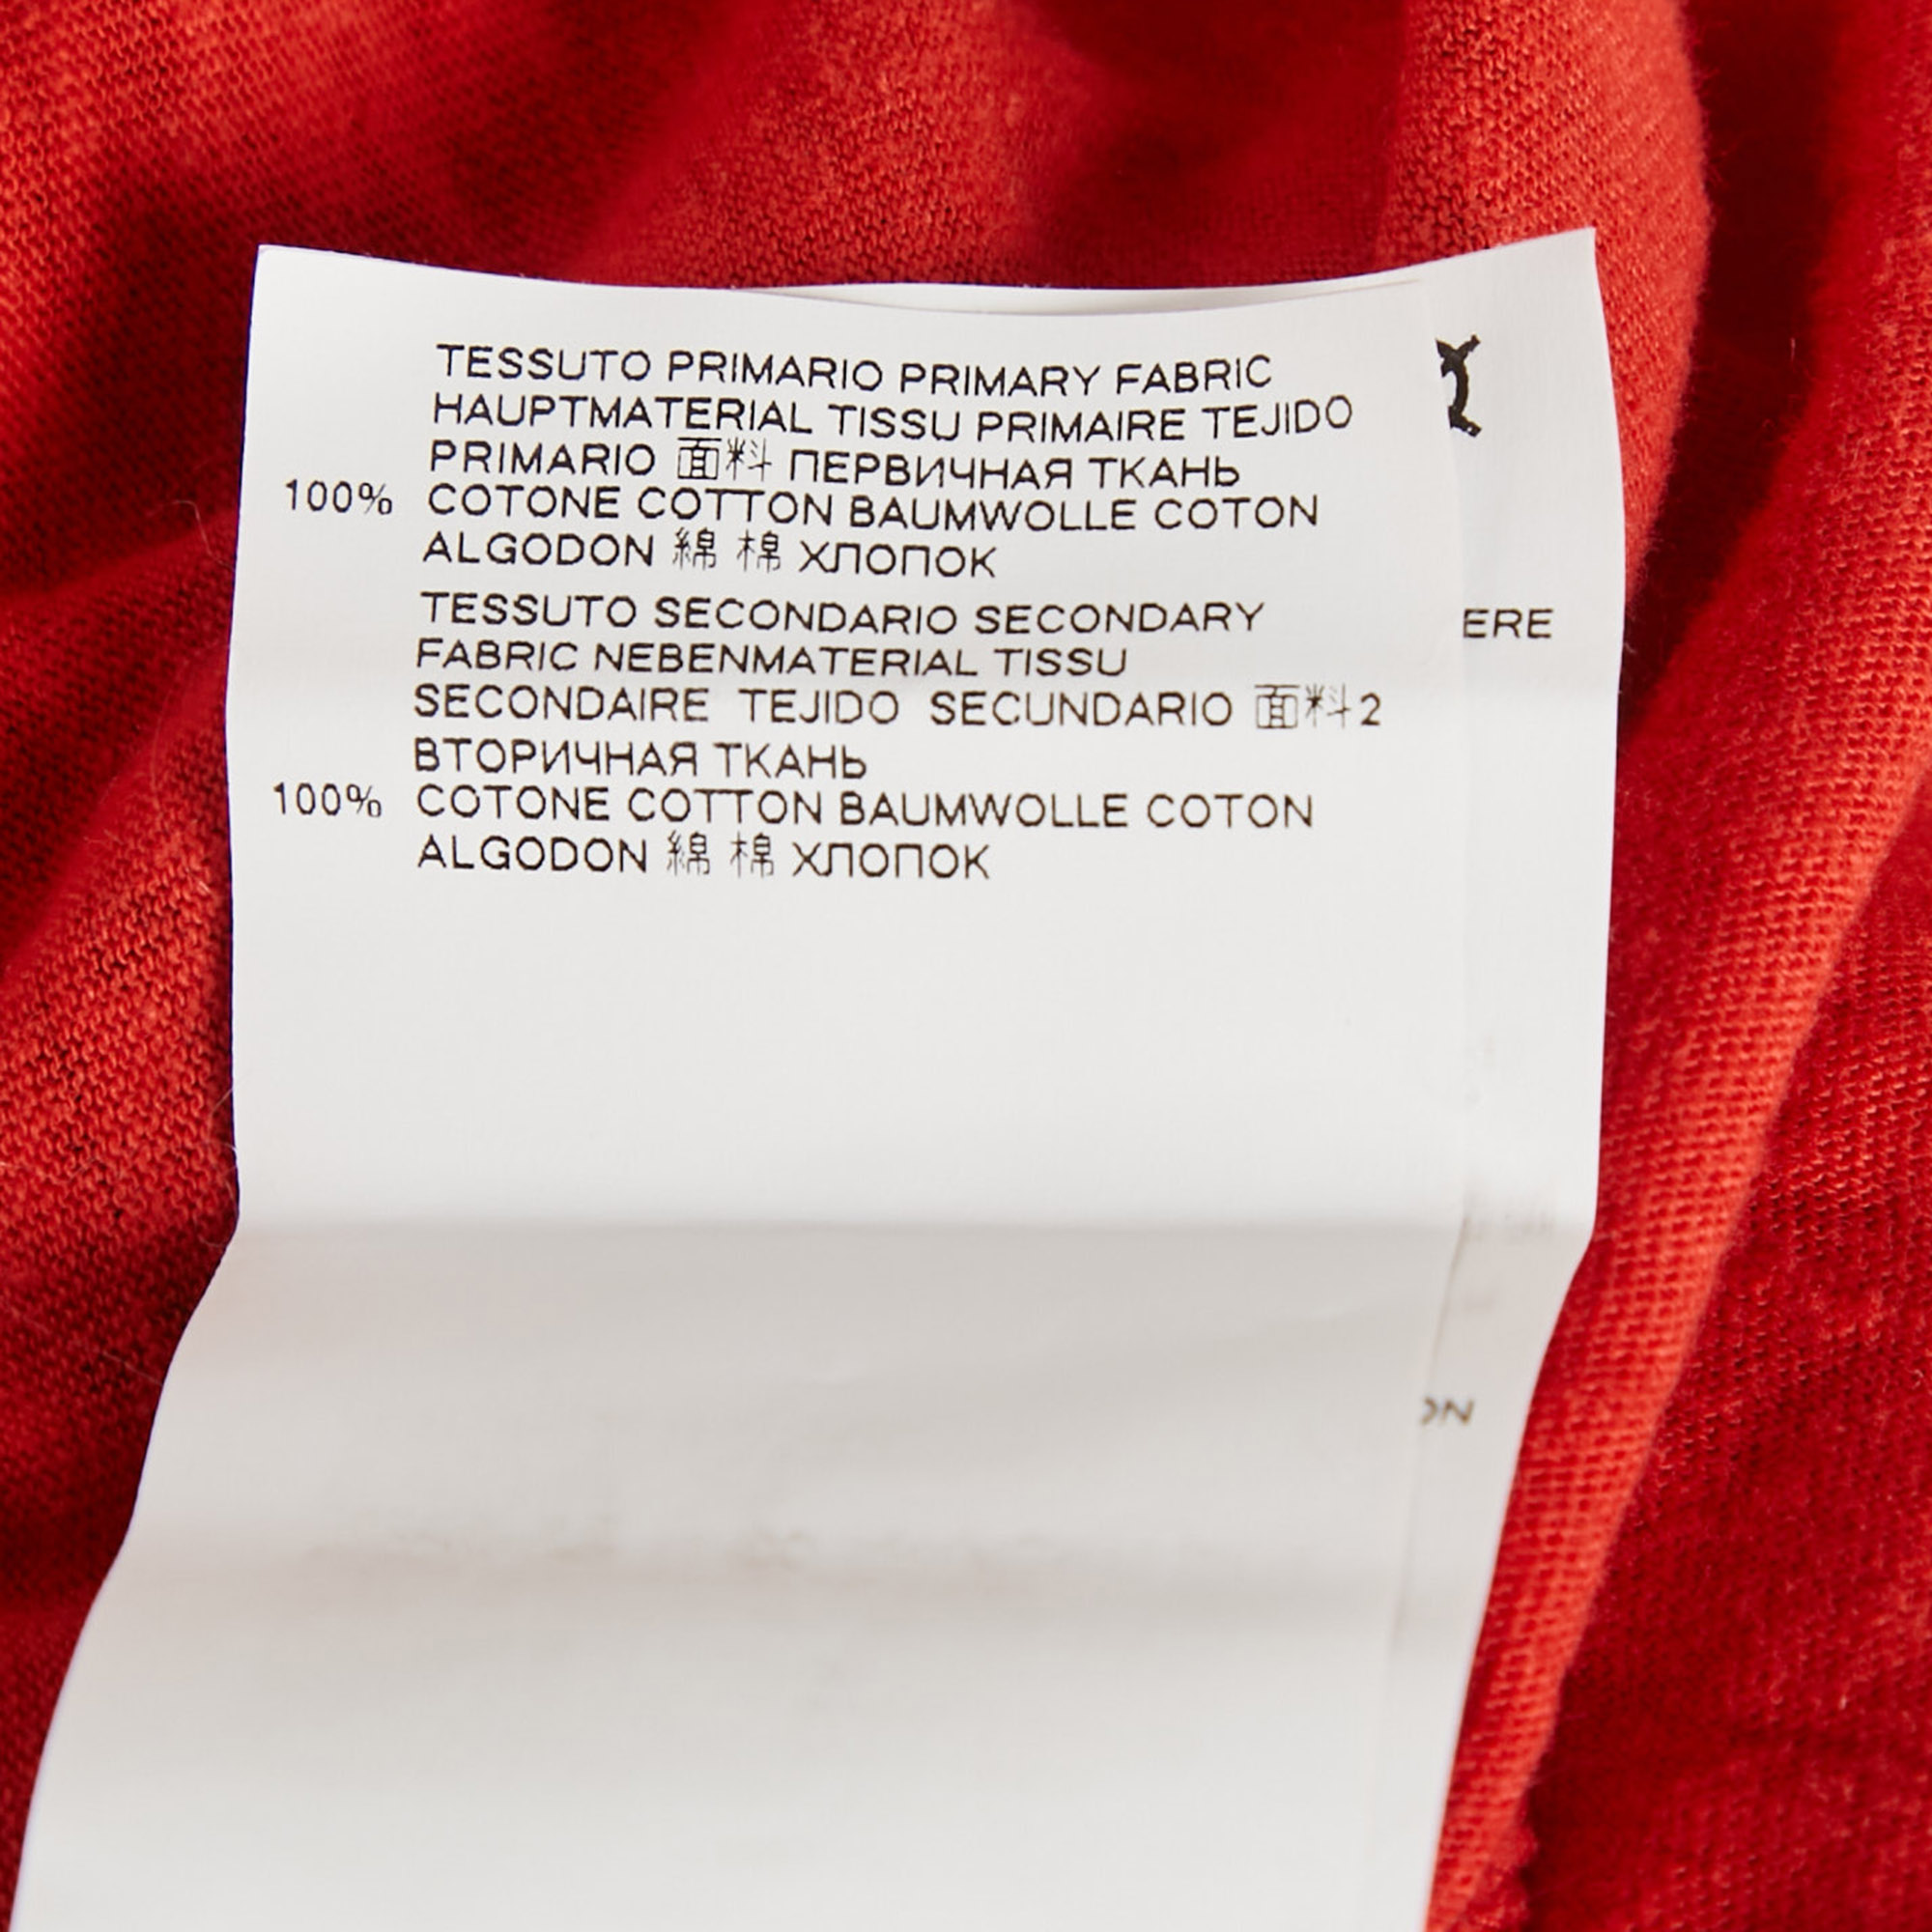 TESSUTO PRIMARIO PRIMARY FABRIC
HAUPTMATERIAL TISSU PRIMAIRE TEJIDO
PRIMARIO 面料 ПЕРВИЧНАЯ ТКАНЬ
100% COTONE COTTON BAUMWOLLE COTON
ALGODON 綿 棉 ХЛОПОК
TESSUTO SECONDARIO SECONDARY
FABRIC NEBENMATERIAL TISSU
SECONDAIRE TEJIDO SECUNDARIO 面料2
ВТОРИЧНАЯ ТКАНЬ
100% COTONE COTTON BAUMWOLLE COTON
ALGODON 綿 棉 ХЛОПОК
ERE